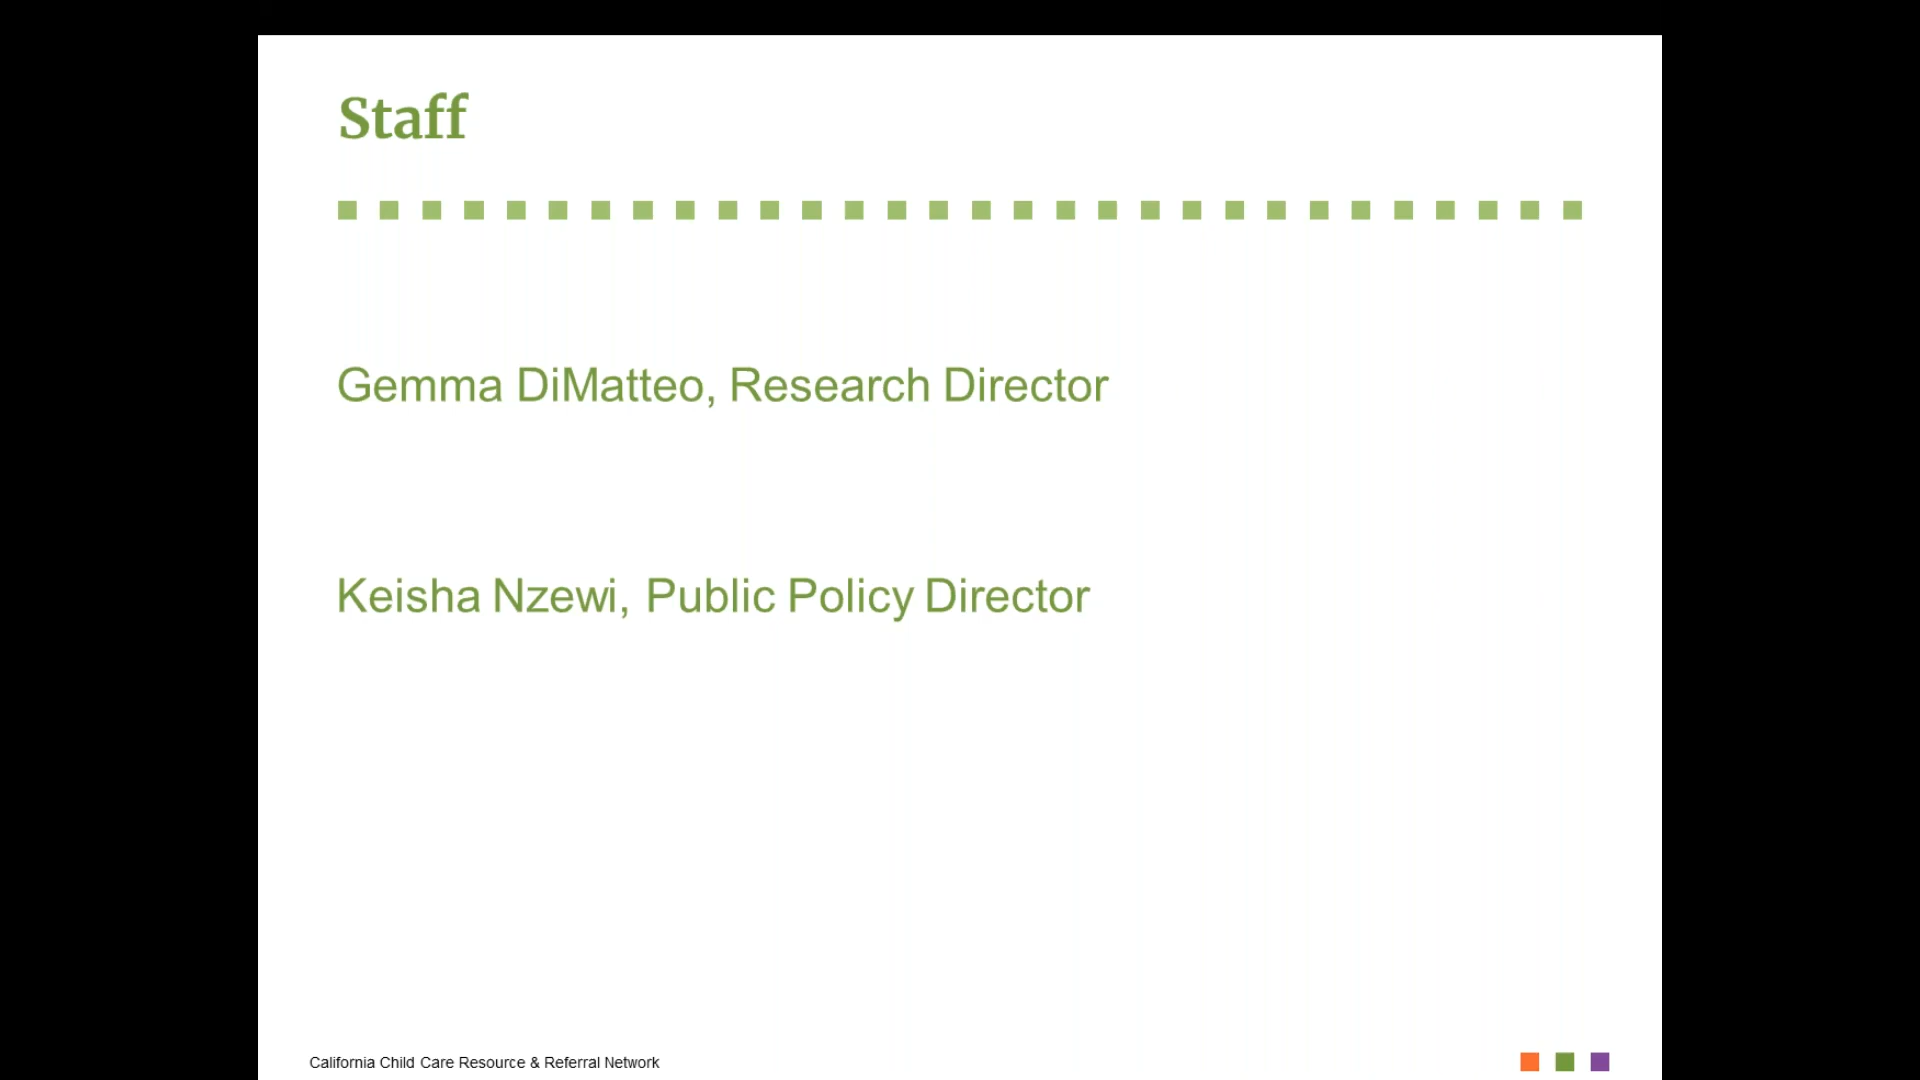 Staff
Gemma DiMatteo, Research Director
Keisha Nzewi, Public Policy Director
California Child Care Resource & Referral Network